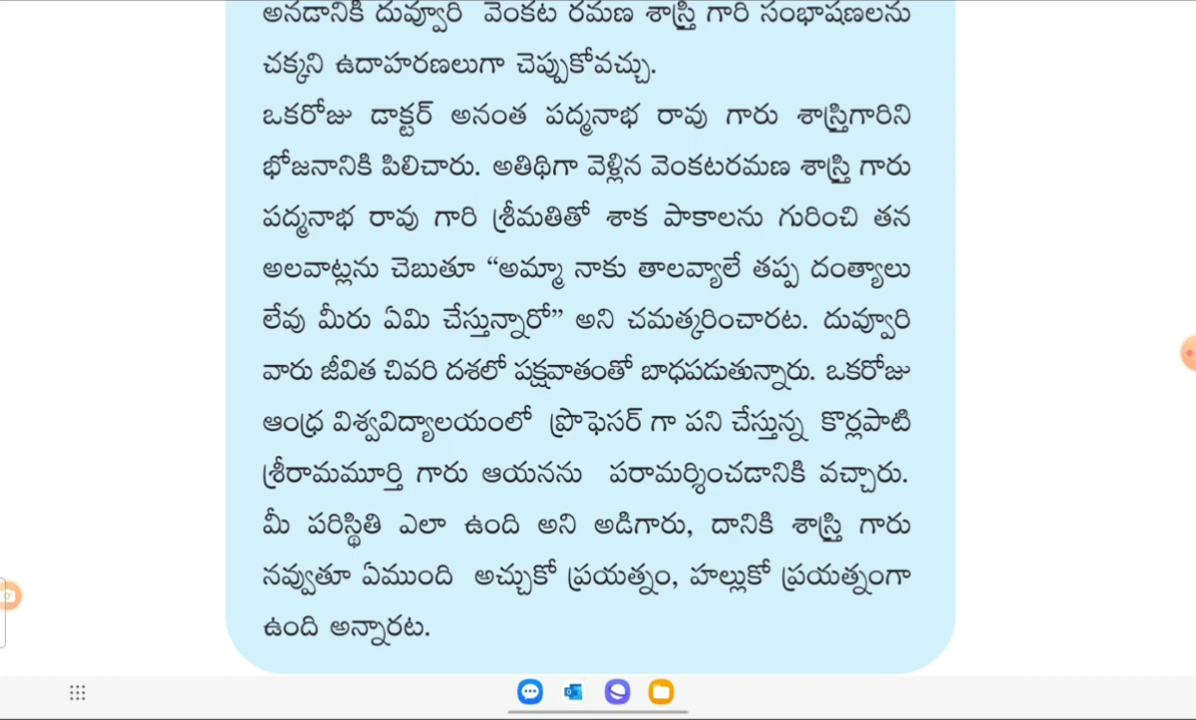 అనడానికి దువ్వూరి వెంకట రమణ శాస్త్రి గారి సంభాషణలను
చక్కని ఉదాహరణలుగా చెప్పుకోవచ్చు.
ఒకరోజు డాక్టర్ అనంత పద్మనాభ రావు గారు శాస్త్రిగారిని
భోజనానికి పిలిచారు. అతిథిగా వెళ్లిన వెంకటరమణ శాస్త్రి గారు
పద్మనాభ రావు గారి శ్రీమతితో శాక పాకాలను గురించి తన
అలవాట్లను చెబుతూ “అమ్మా నాకు తాలవ్యాలే తప్ప దంత్యాలు
లేవు మీరు ఏమి చేస్తున్నారో” అని చమత్కరించారట. దువ్వూరి
వారు జీవిత చివరి దశలో పక్షవాతంతో బాధపడుతున్నారు. ఒకరోజు
ఆంధ్ర విశ్వవిద్యాలయంలో ప్రొఫెసర్ గా పని చేస్తున్న కొర్లపాటి
శ్రీరామమూర్తి గారు ఆయనను పరామర్శించడానికి వచ్చారు.
మీ పరిస్థితి ఎలా ఉంది అని అడిగారు, దానికి శాస్త్రి గారు
నవ్వుతూ ఏముంది అచ్చుకో ప్రయత్నం, హల్లుకో ప్రయత్నంగా
ఉంది అన్నారట.